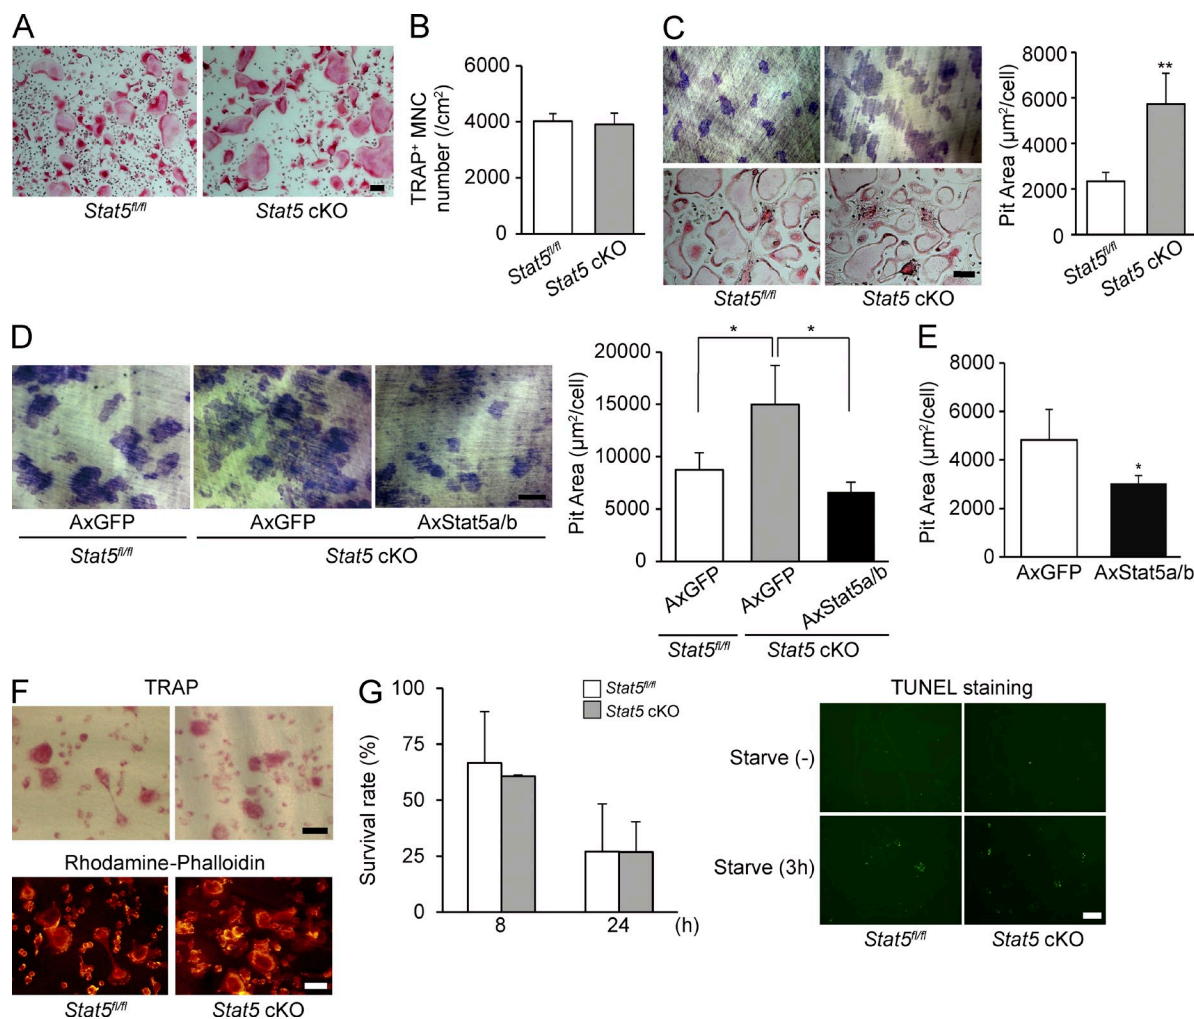 A
Stat5fl/fl
Stat5 cKO
B
TRAP+ MNC
number (/cm2)
6000
4000
2000
0
Stat5fl/fl
Stat5 cKO
C
Stat5fl/fl
Stat5 cKO
Pit Area (µm2/cell)
8000
6000
4000
2000
0
**
Stat5fl/fl
Stat5 cKO
D
AxGFP
AxGFP
AxStat5a/b
Stat5fl/fl
Stat5 cKO
Pit Area (µm2/cell)
20000
15000
10000
5000
0
*
*
AxGFP
AxGFP
AxStat5a/b
Stat5fl/fl
Stat5 cKO
E
Pit Area (µm2/cell)
8000
6000
4000
2000
0
*
AxGFP
AxStat5a/b
F
TRAP
Rhodamine-Phalloidin
Stat5fl/fl
Stat5 cKO
G
Survival rate (%)
100
75
50
25
0
Stat5fl/fl
Stat5 cKO
8
24
(h)
TUNEL staining
Starve (-)
Starve (3h)
Stat5fl/fl
Stat5 cKO